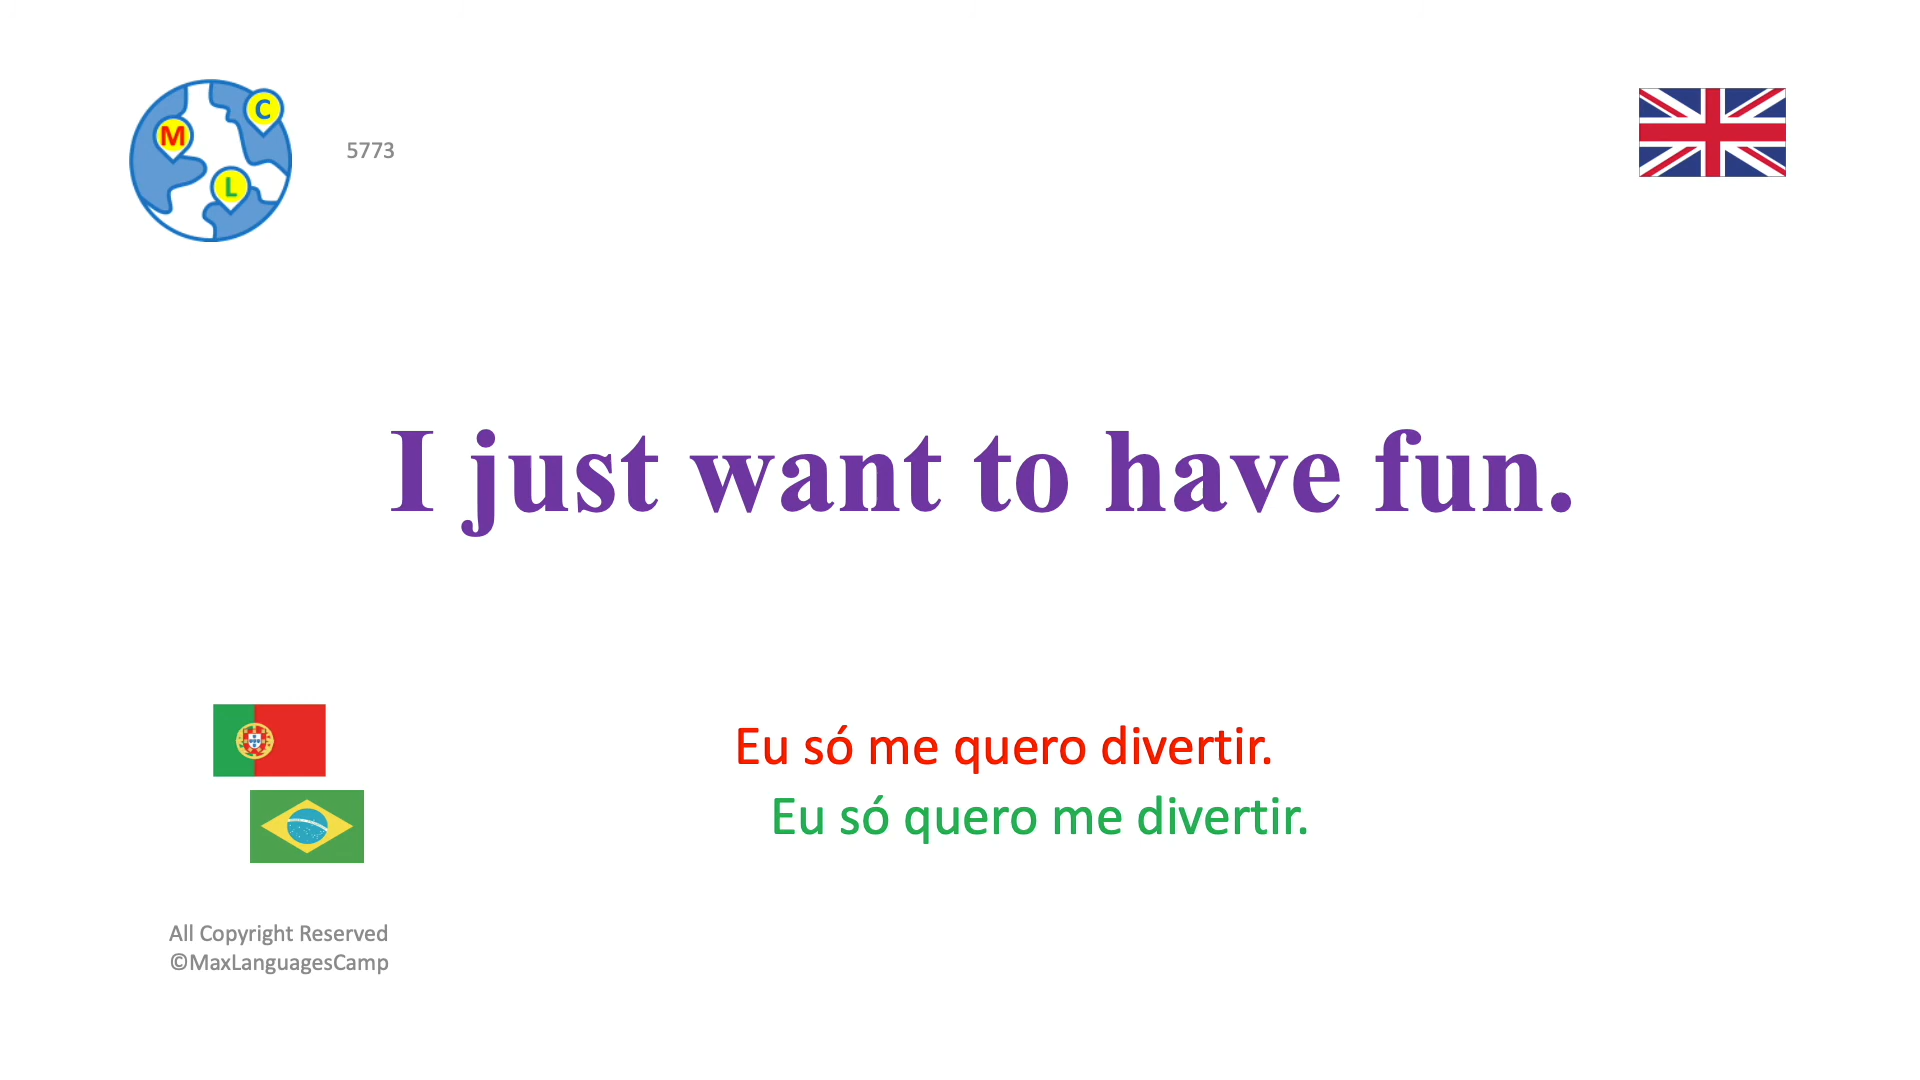 C
M
L
5773
I just want to have fun.
Eu só me quero divertir.
Eu só quero me divertir.
All Copyright Reserved
©MaxLanguagesCamp